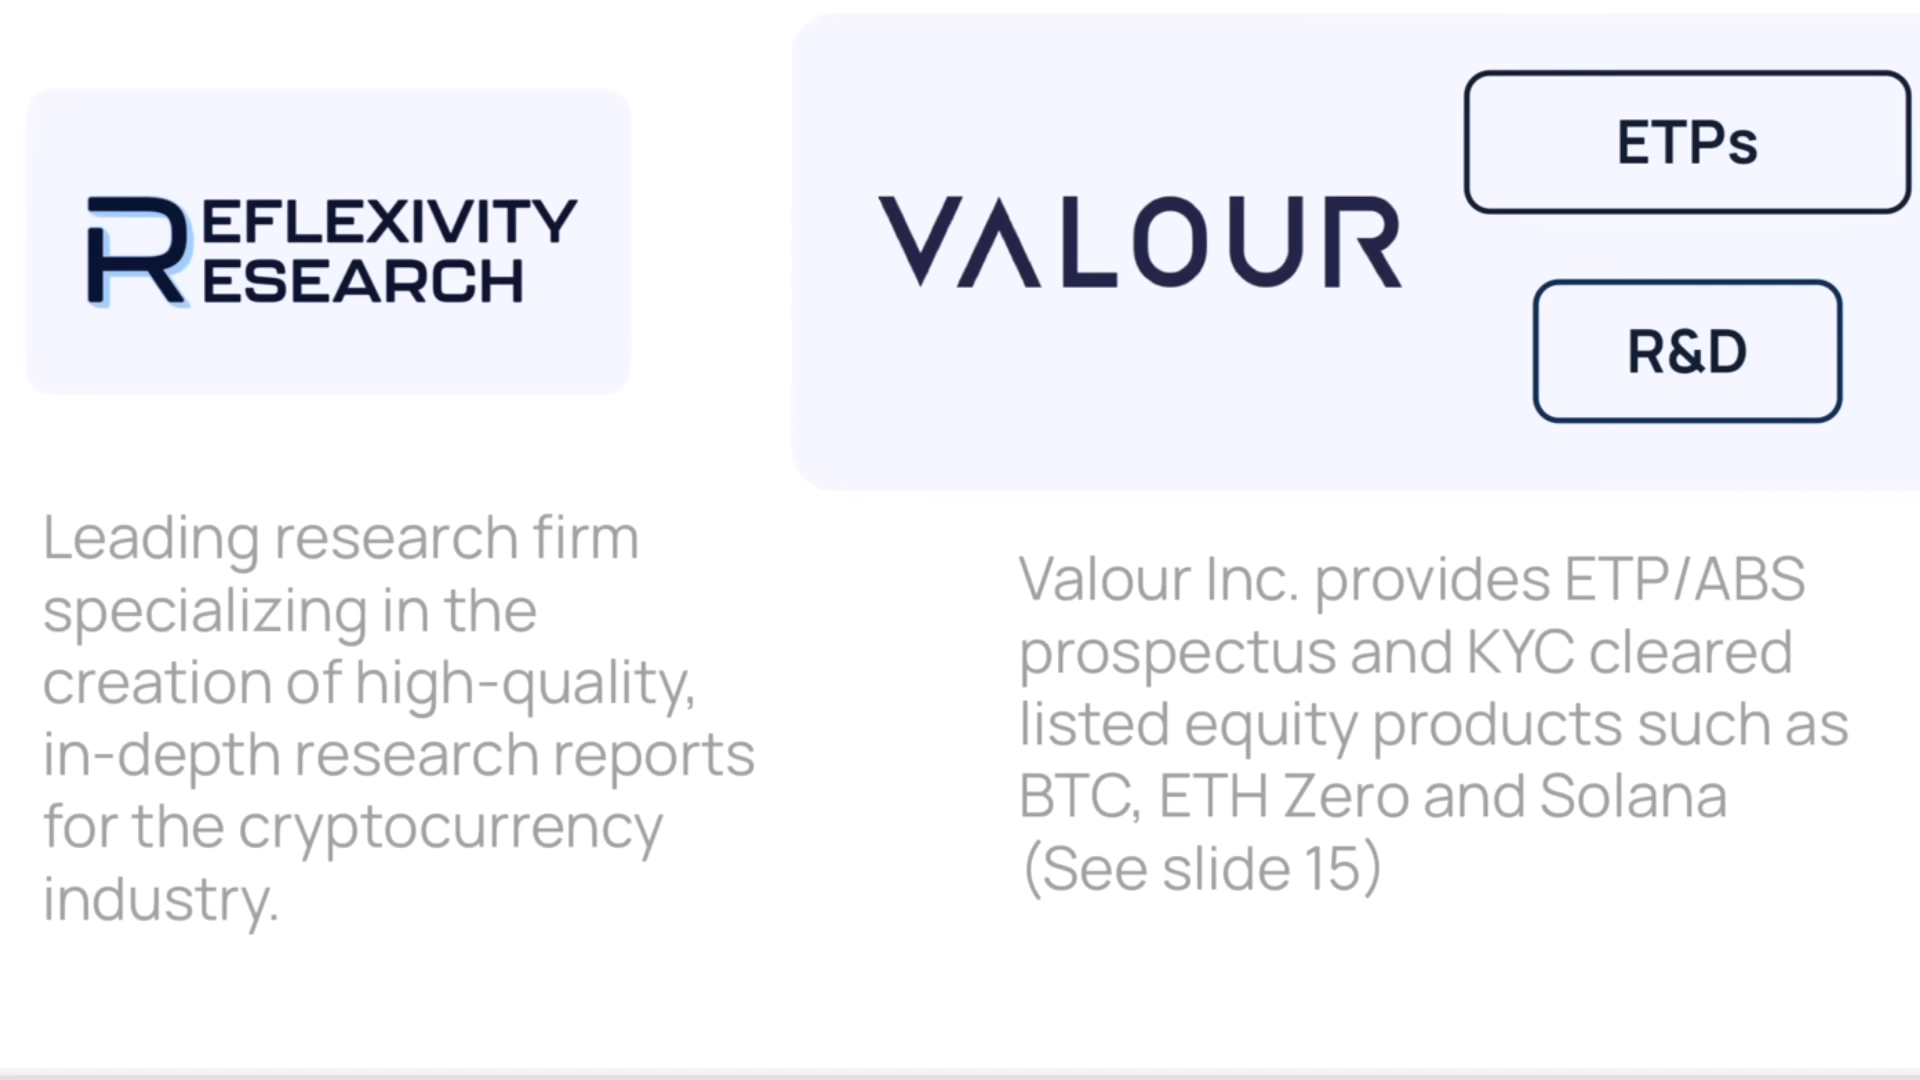 REFLEXIVITY
RESEARCH
Leading research firm
specializing in the
creation of high-quality,
in-depth research reports
for the cryptocurrency
industry.
VALOUR
ETPs
R&D
Valour Inc. provides ETP/ABS
prospectus and KYC cleared
listed equity products such as
BTC, ETH Zero and Solana
(See slide 15)